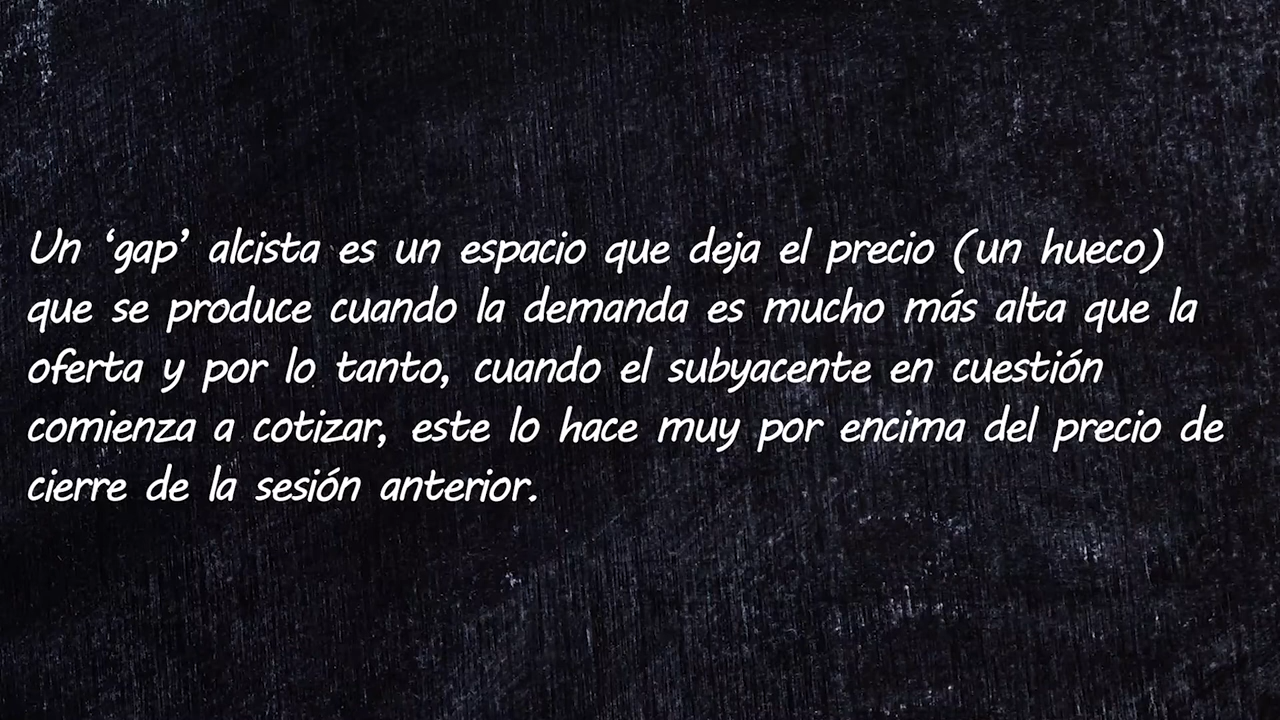 Un ‘gap’ alcista es un espacio que deja el precio (un hueco)
que se produce cuando la demanda es mucho más alta que la
oferta y por lo tanto, cuando el subyacente en cuestión
comienza a cotizar, este lo hace muy por encima del precio de
cierre de la sesión anterior.